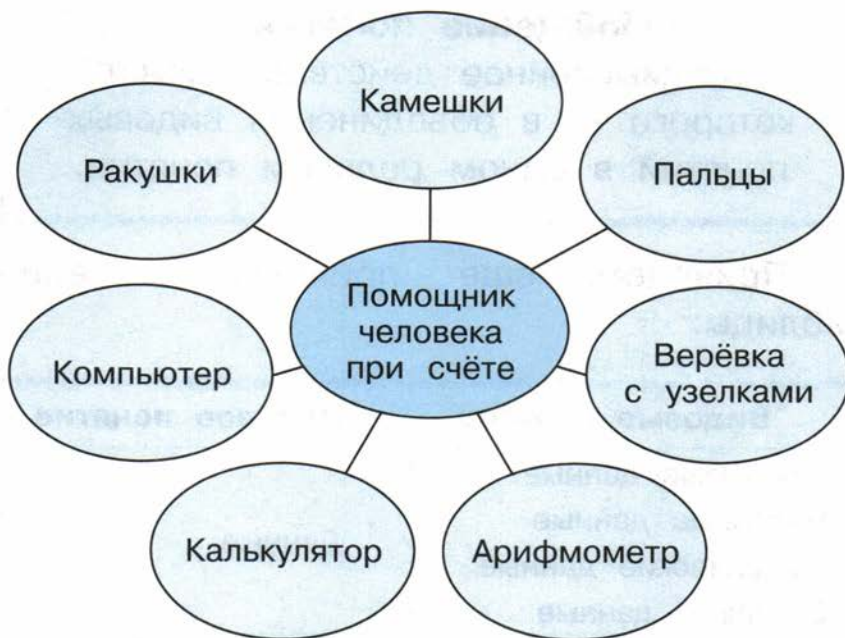 Камешки
Ракушки
Пальцы
Помощник
человека
при счёте
Компьютер
Верёвка
с узелками
Калькулятор
Арифмометр